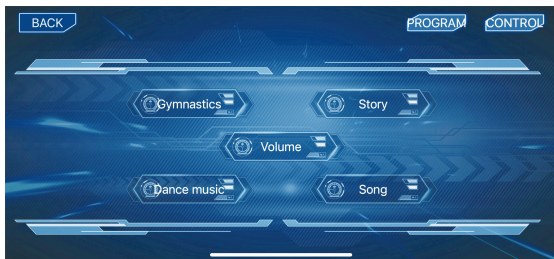 BACK
PROGRAM
CONTROL
Gymnastics
Story
Volume
Dance music
Song